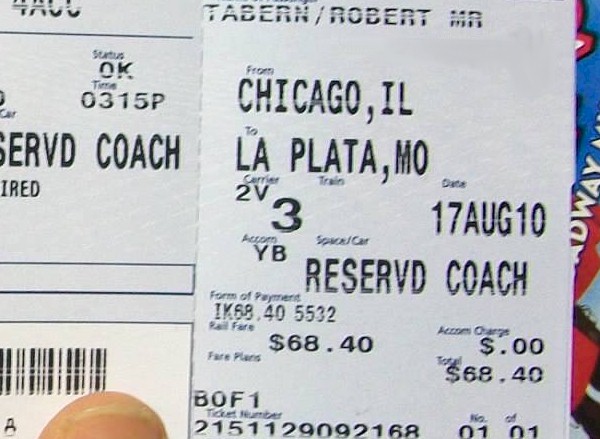 4ACC
Status
OK
Time
0315P
Car
SERVD COACH
IRED
A
TABERN/ROBERT MR
From
CHICAGO,IL
To
LA PLATA,MO
Carrier Train Date
2V 3 17AUG10
Accom Space/Car
YB RESERVD COACH
Form of Payment
IK68.40 5532
Rail Fare Accom Charge
$68.40 $.00
Fare Plans Total
$68.40
BOF1
Ticket Number No. of
2151129092168 01 01